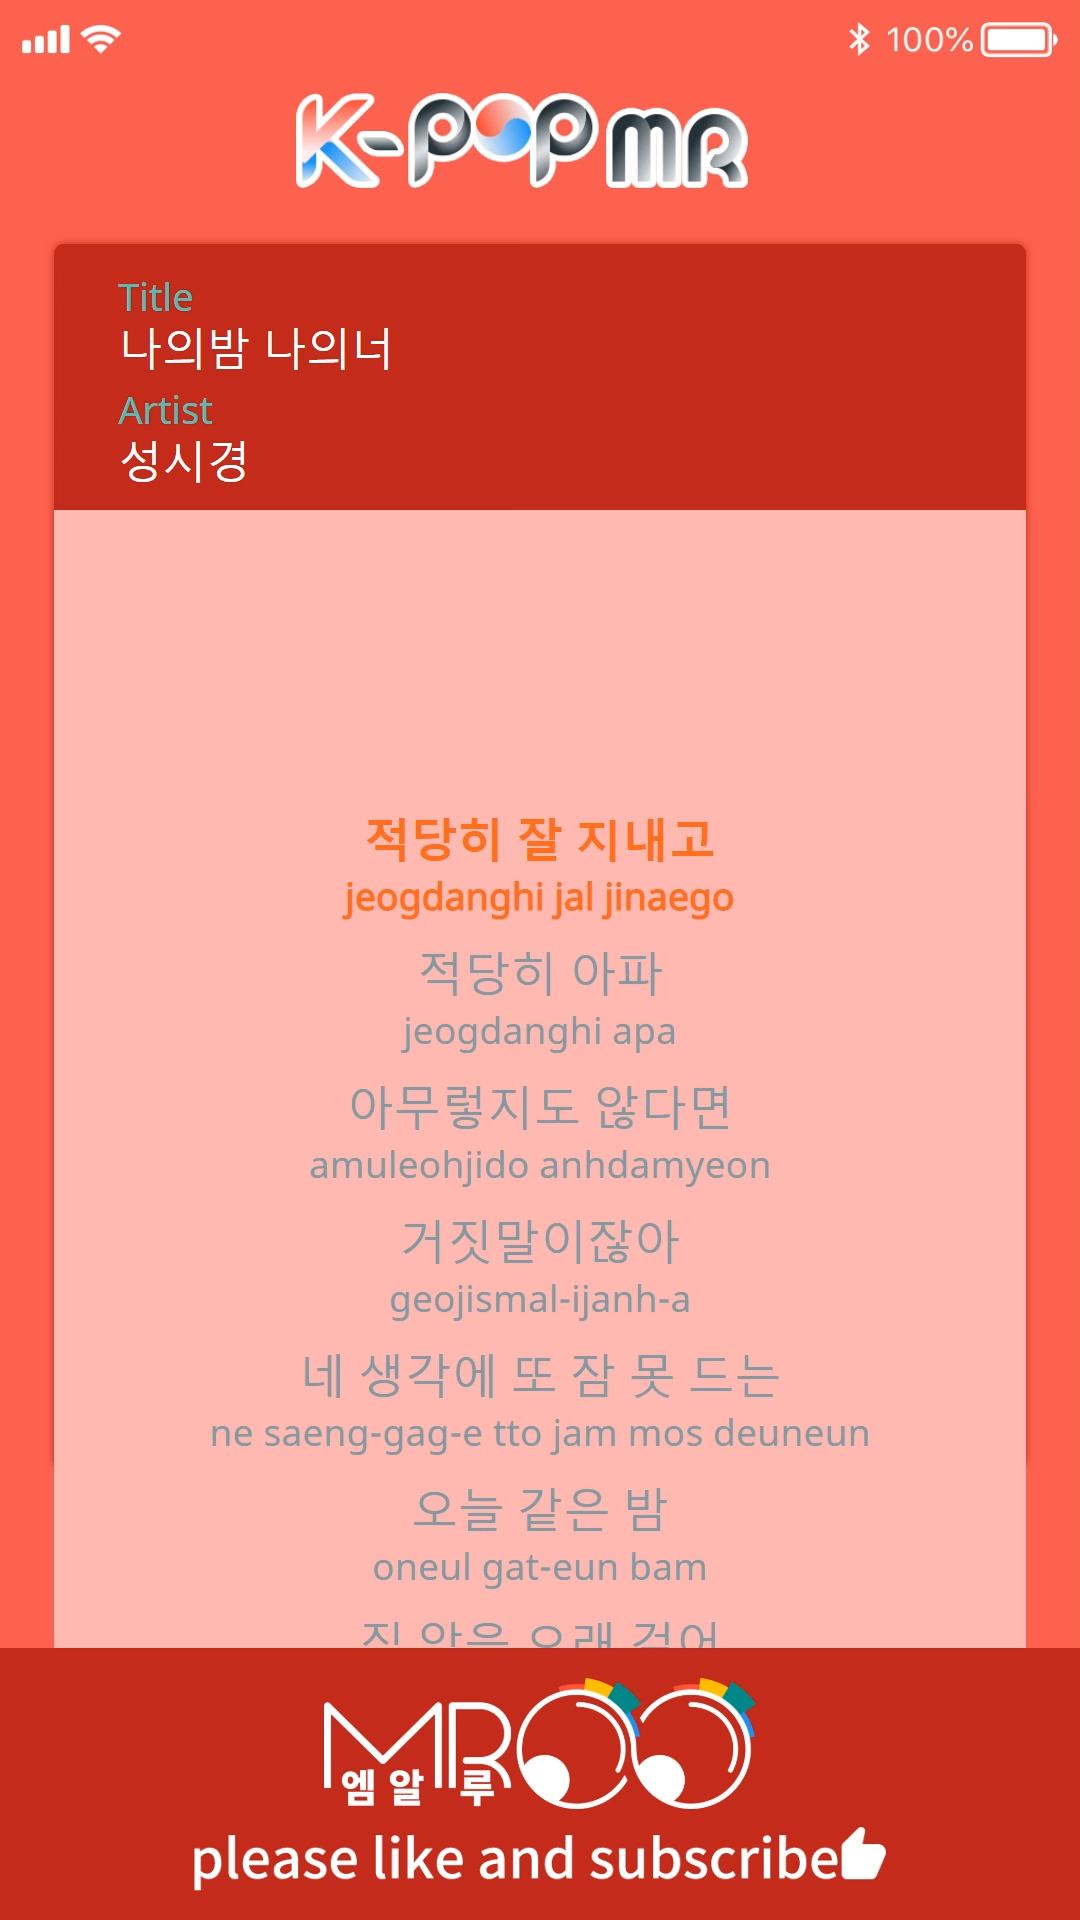 100%
K-POP MR
Title
나의밤 나의너
Artist
성시경
적당히 잘 지내고
jeogdanghi jal jinaego
적당히 아파
jeogdanghi apa
아무렇지도 않다면
amuleohjido anhdamyeon
거짓말이잖아
geojismal-ijanh-a
네 생각에 또 잠 못 드는
ne saeng-gag-e tto jam mos deuneun
오늘 같은 밤
oneul gat-eun bam
MROO
엠알루
please like and subscribe